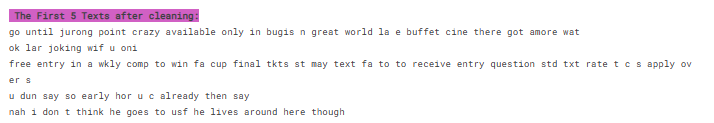 The First 5 Texts after cleaning:
go until jurong point crazy available only in bugis n great world la e buffet cine there got amore wat
ok lar joking wif u oni
free entry in a wkly comp to win fa cup final tkts st may text fa to to receive entry question std txt rate t c s apply ov
er s
u dun say so early hor u c already then say
nah i don t think he goes to usf he lives around here though